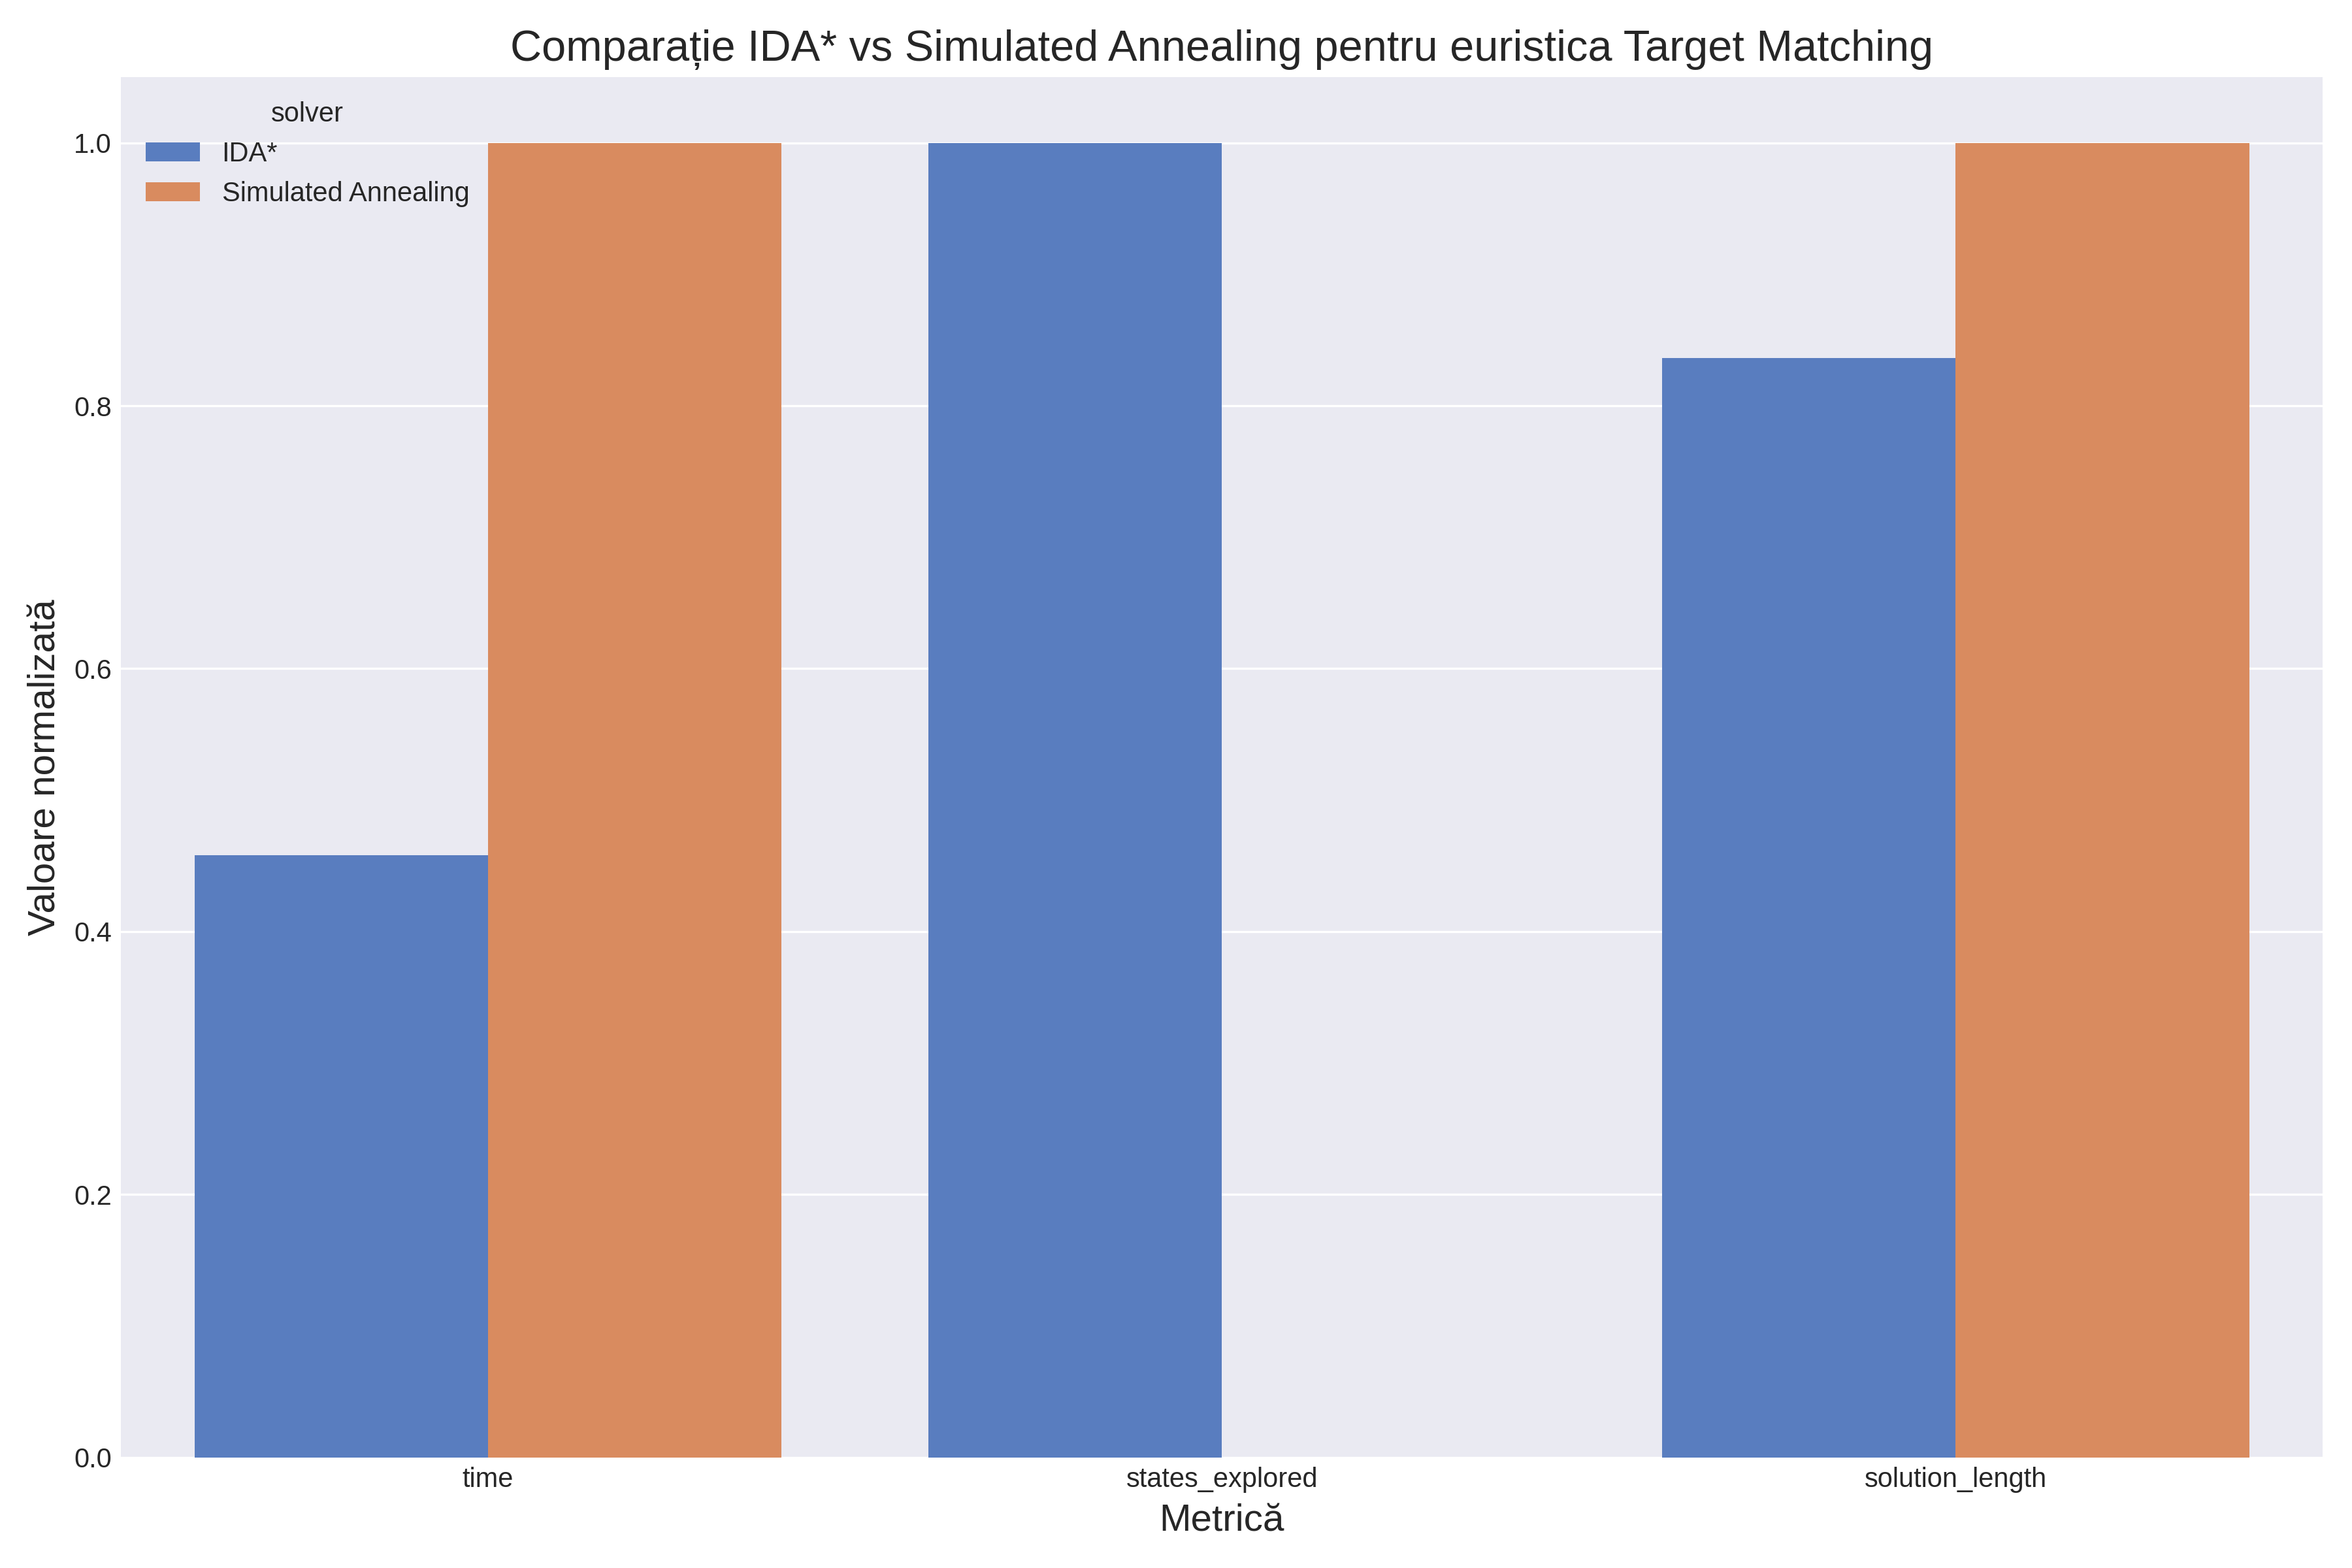 Comparație IDA* vs Simulated Annealing pentru euristica Target Matching
solver
IDA*
Simulated Annealing
Valoare normalizată
1.0
0.8
0.6
0.4
0.2
0.0
time
states_explored
solution_length
Metrică